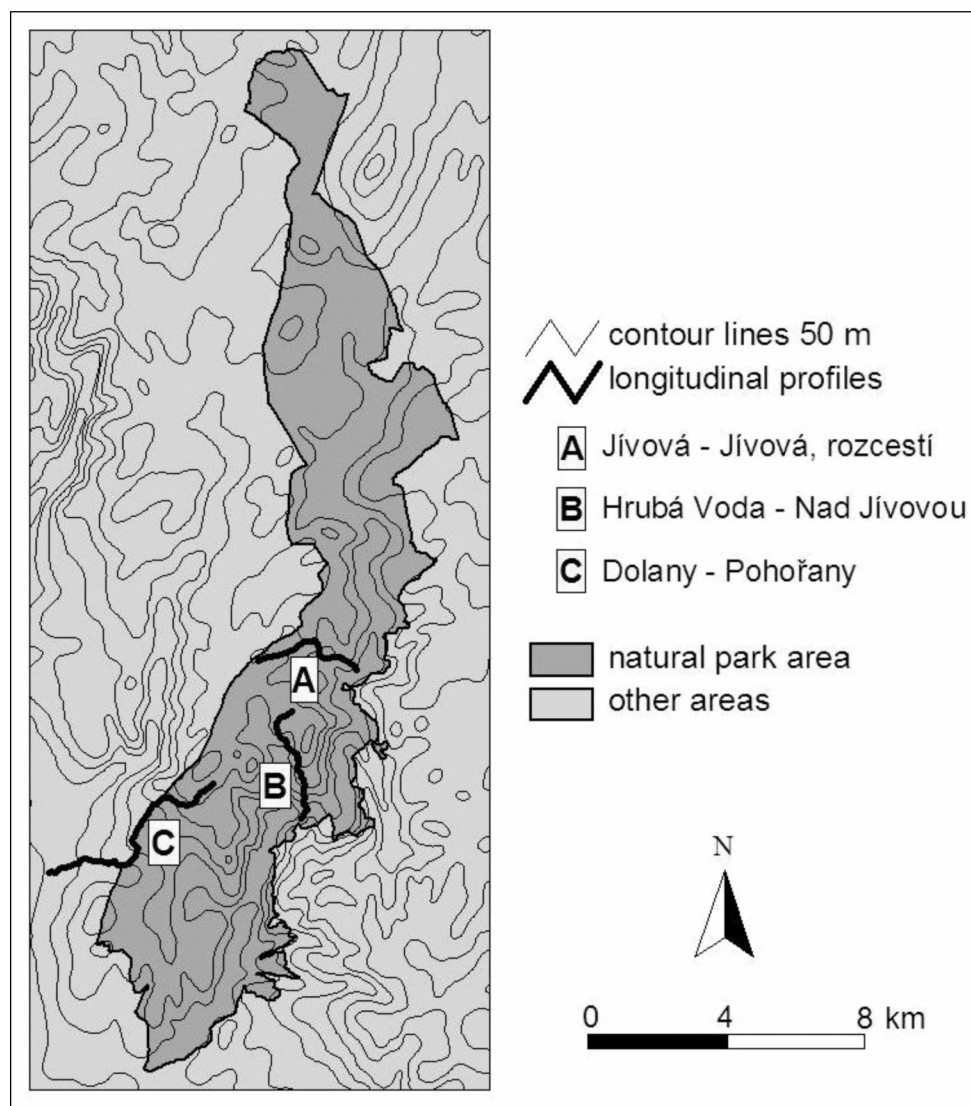 contour lines 50 m
longitudinal profiles
A Jívová - Jívová, rozcestí
B Hrubá Voda - Nad Jívovou
C Dolany - Pohořany
natural park area
other areas
A
B
C
N
0 4 8 km